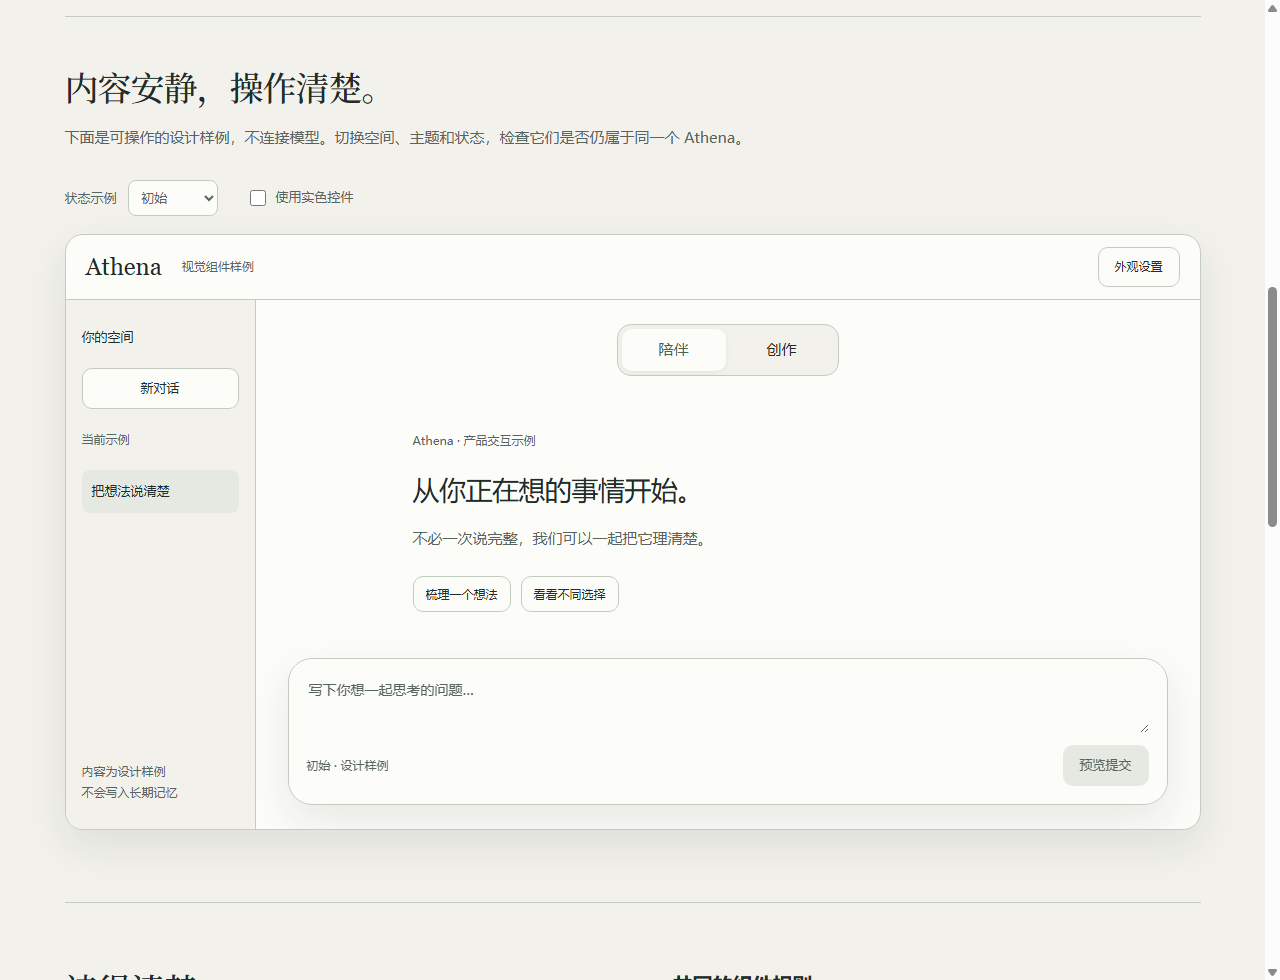 内容安静，操作清楚。
下面是可操作的设计样例，不连接模型。切换空间、主题和状态，检查它们是否仍属于同一个 Athena。
状态示例 初始 使用实色控件
Athena 视觉组件样例 外观设置
你的空间
新对话
当前示例
把想法说清楚
内容为设计样例
不会写入长期记忆
陪伴 创作
Athena · 产品交互示例
从你正在想的事情开始。
不必一次说完整，我们可以一起把它理清楚。
梳理一个想法 看看不同选择
写下你想一起思考的问题...
初始 · 设计样例 预览提交